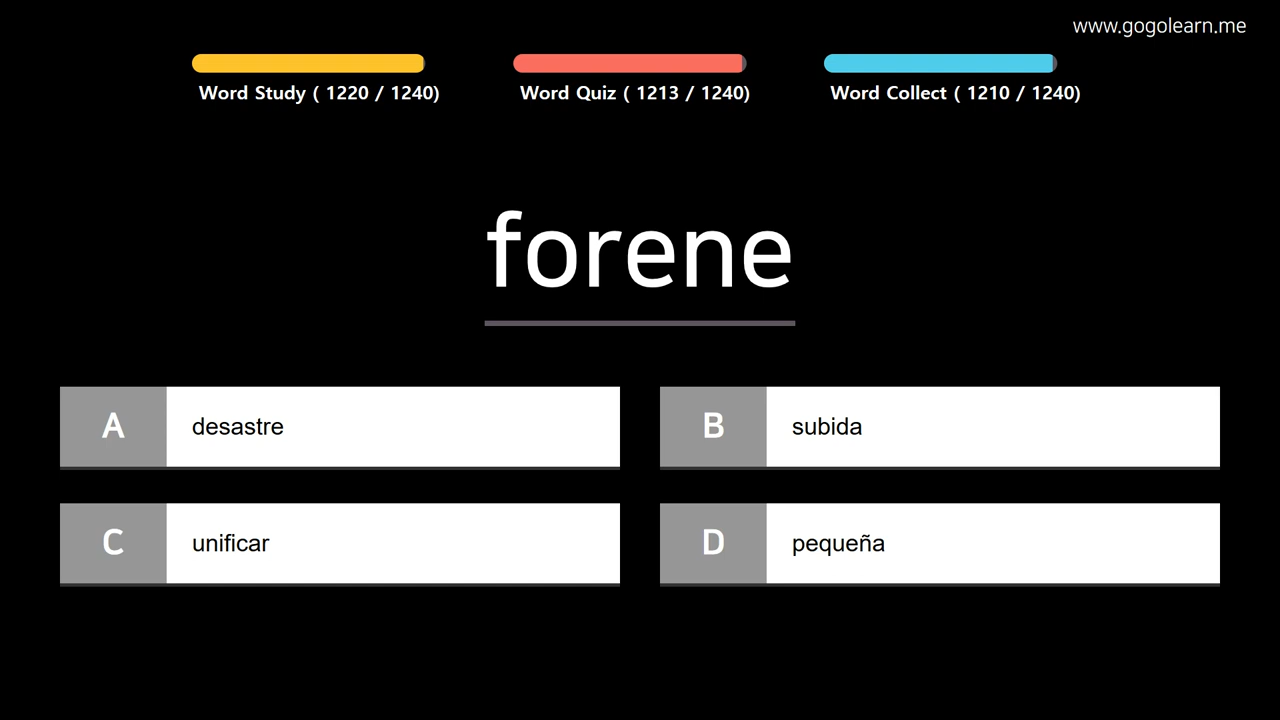 www.gogolearn.me
Word Study ( 1220 / 1240)
Word Quiz ( 1213 / 1240)
Word Collect ( 1210 / 1240)
forene
A desastre
B subida
C unificar
D pequeña